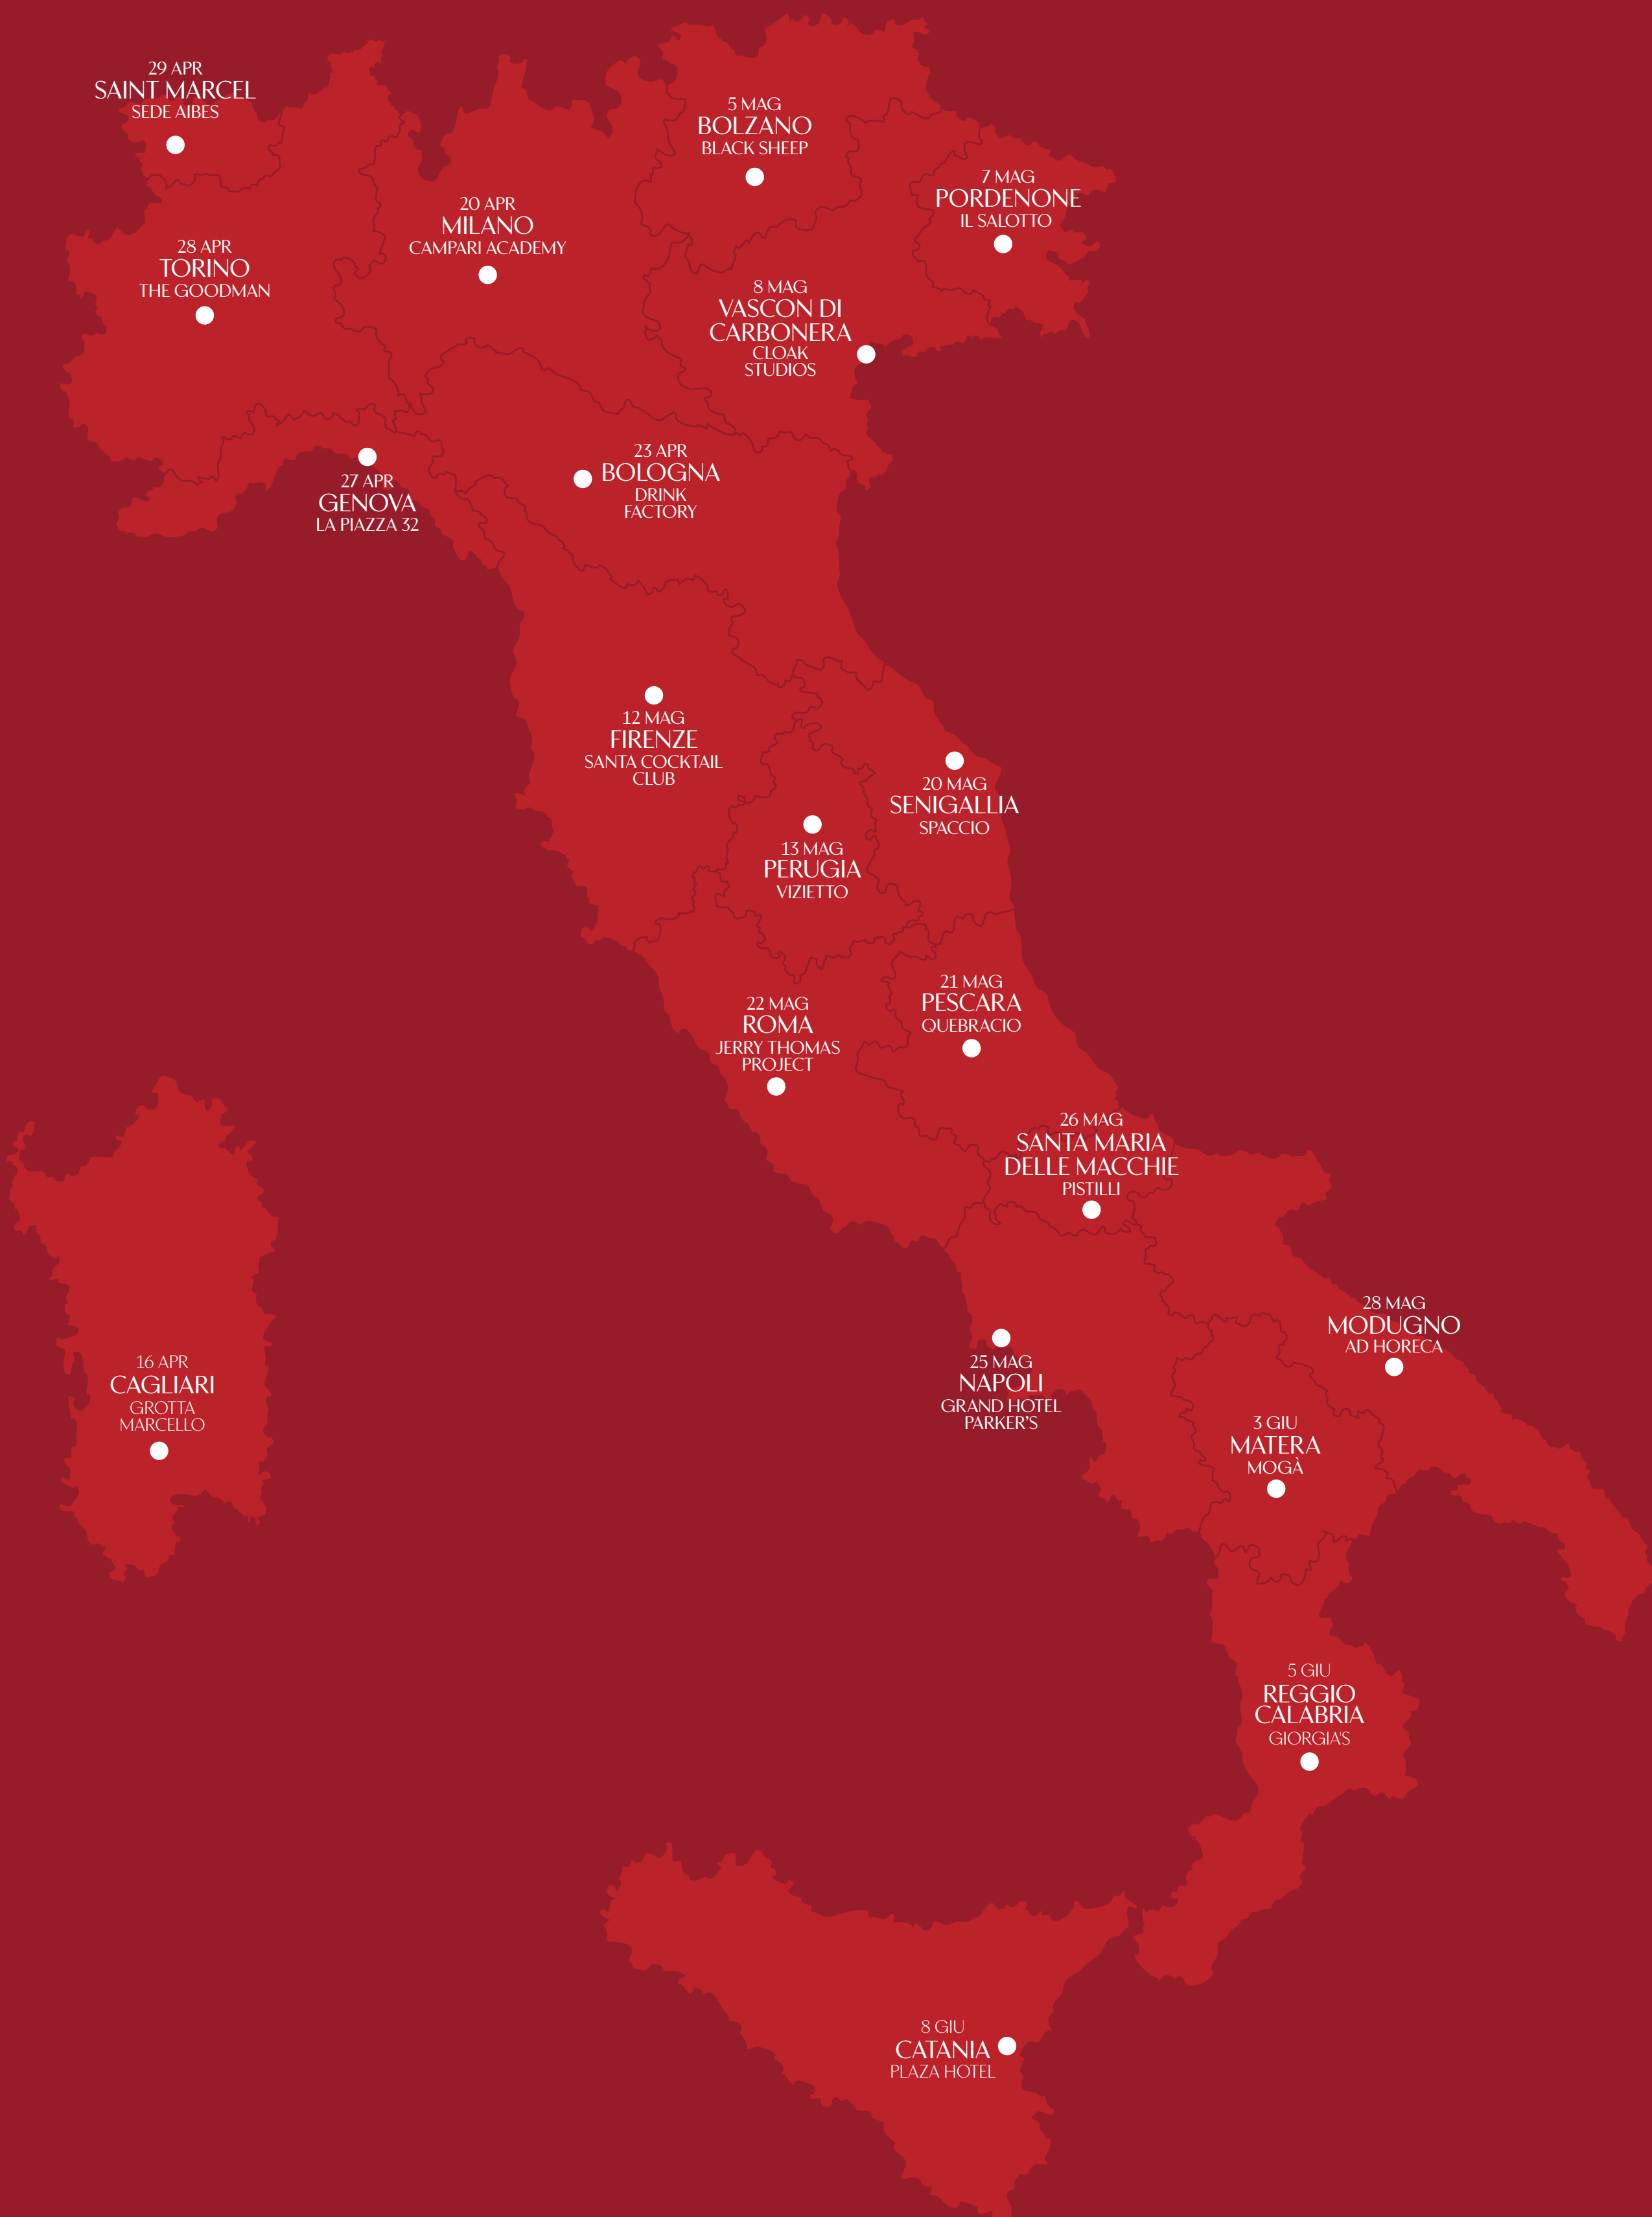 29 APR
SAINT MARCEL
SEDE AIBES
5 MAG
BOLZANO
BLACK SHEEP
7 MAG
PORDENONE
IL SALOTTO
20 APR
MILANO
CAMPARI ACADEMY
28 APR
TORINO
THE GOODMAN
8 MAG
VASCON DI
CARBONERA
CLOAK
STUDIOS
23 APR
BOLOGNA
DRINK
FACTORY
27 APR
GENOVA
LA PIAZZA 32
12 MAG
FIRENZE
SANTA COCKTAIL
CLUB
20 MAG
SENIGALLIA
SPACCIO
13 MAG
PERUGIA
VIZIETTO
21 MAG
PESCARA
QUEBRACIO
22 MAG
ROMA
JERRY THOMAS
PROJECT
26 MAG
SANTA MARIA
DELLE MACCHIE
PISTILLI
28 MAG
MODUGNO
AD HORECA
25 MAG
NAPOLI
GRAND HOTEL
PARKER'S
16 APR
CAGLIARI
GROTTA
MARCELLO
3 GIU
MATERA
MOGÀ
5 GIU
REGGIO
CALABRIA
GIORGIA'S
8 GIU
CATANIA
PLAZA HOTEL